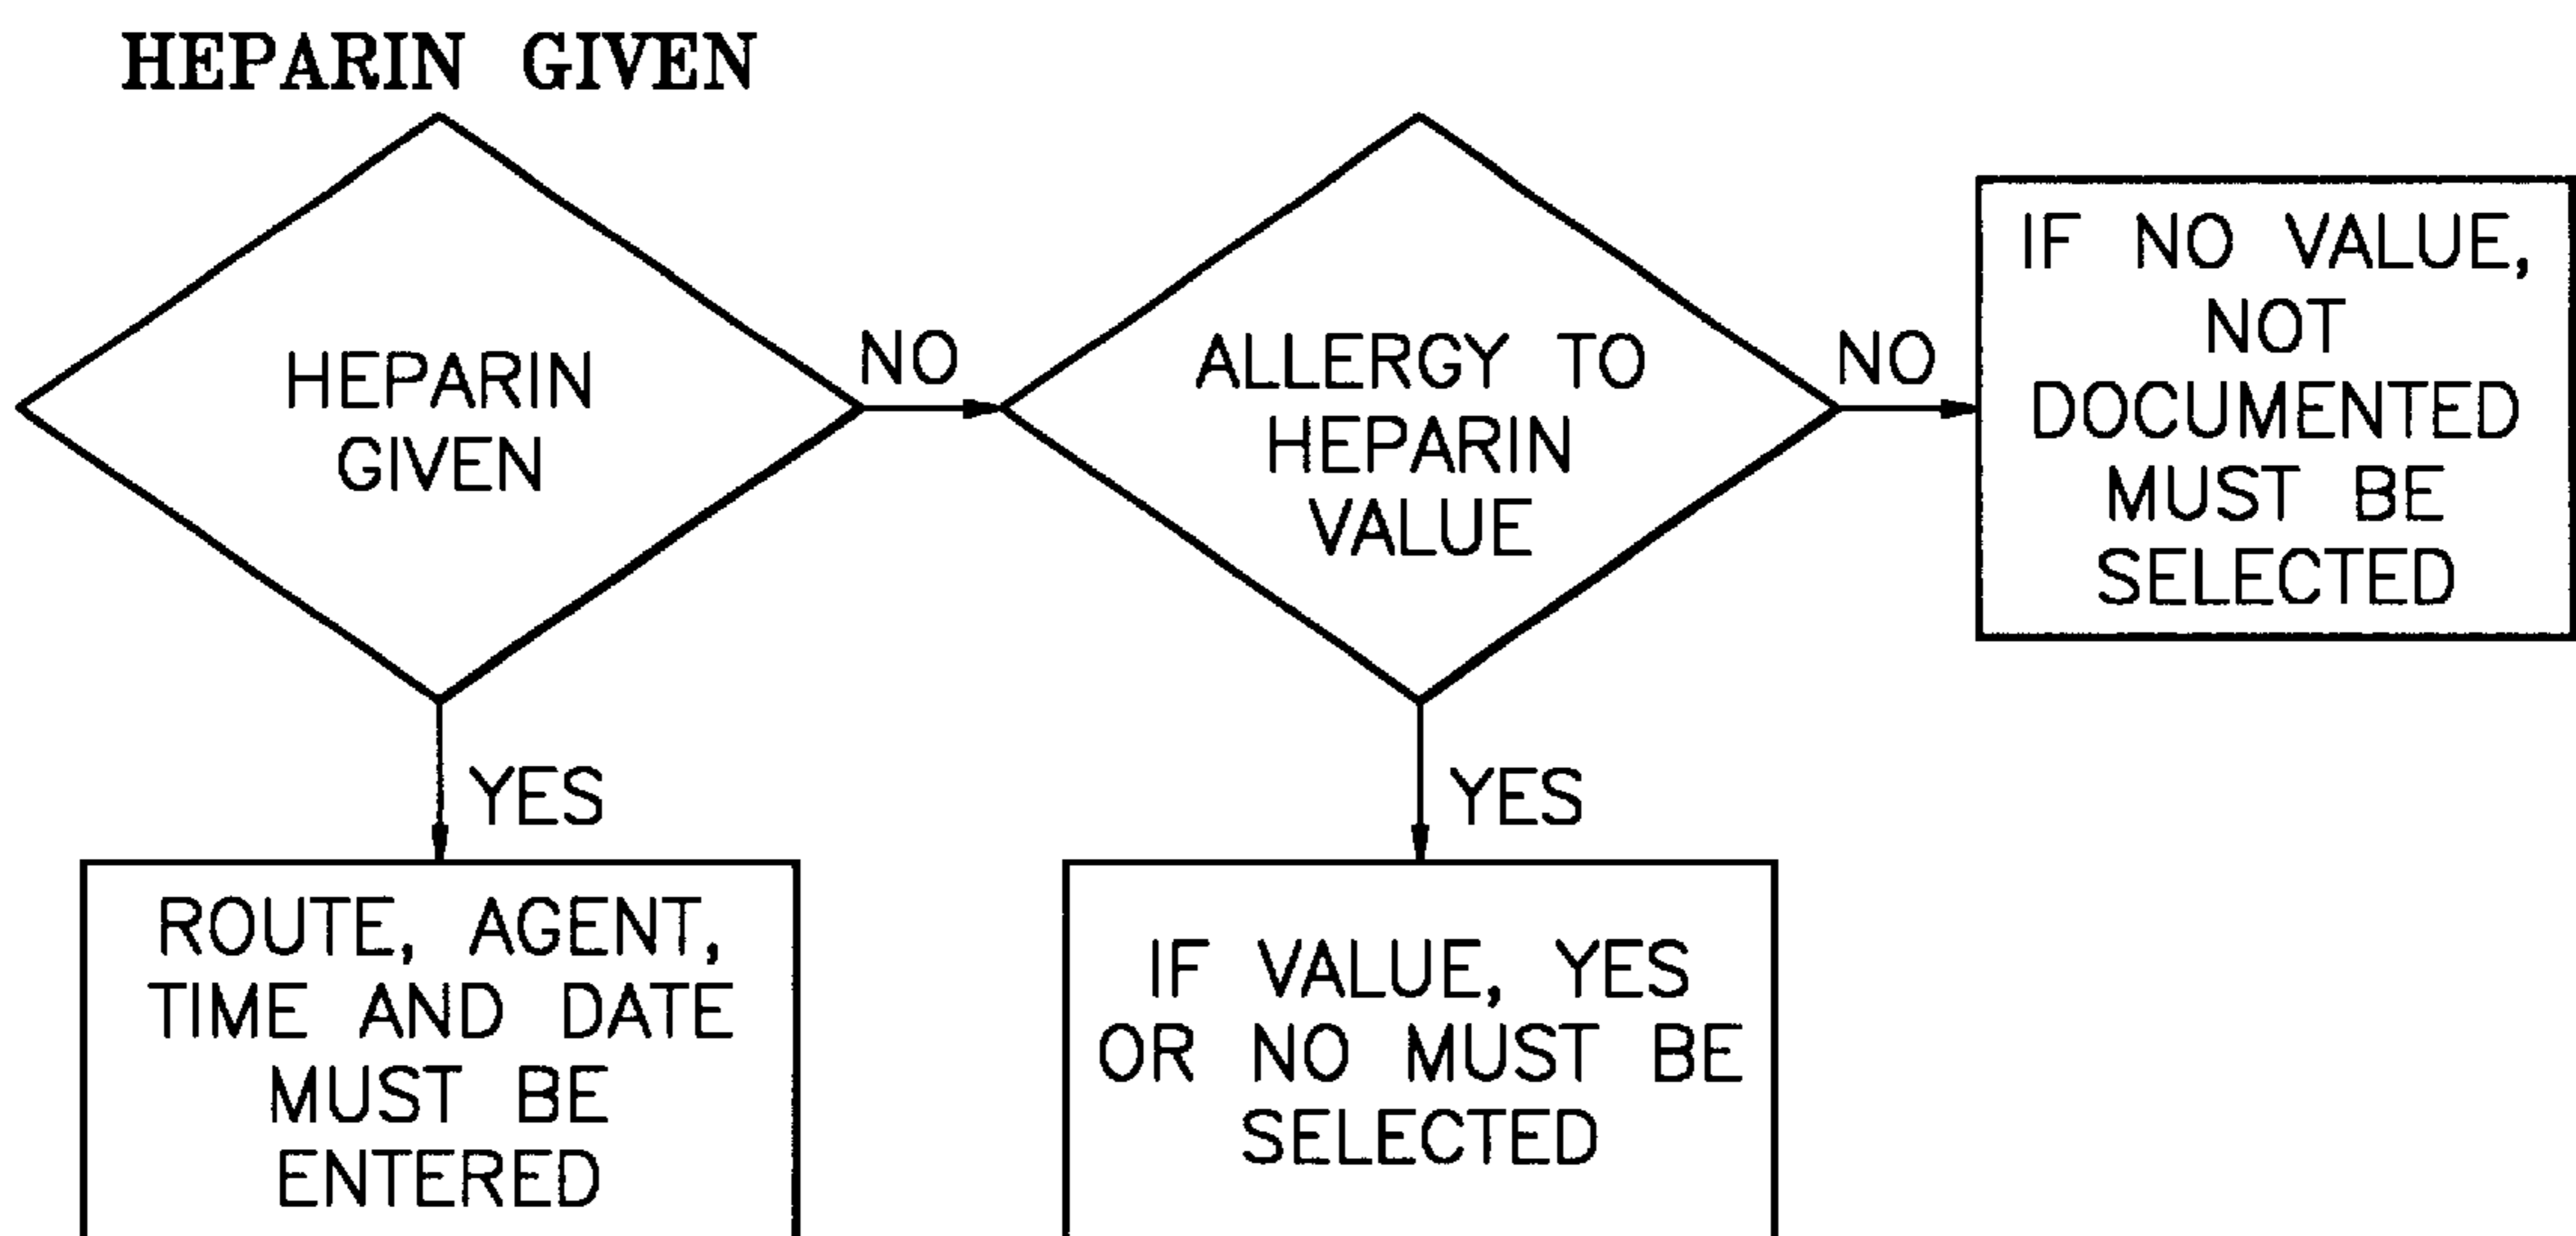 HEPARIN GIVEN
HEPARIN
GIVEN
NO
YES
ROUTE, AGENT,
TIME AND DATE
MUST BE
ENTERED
ALLERGY TO
HEPARIN
VALUE
NO
YES
IF VALUE, YES
OR NO MUST BE
SELECTED
IF NO VALUE,
NOT
DOCUMENTED
MUST BE
SELECTED